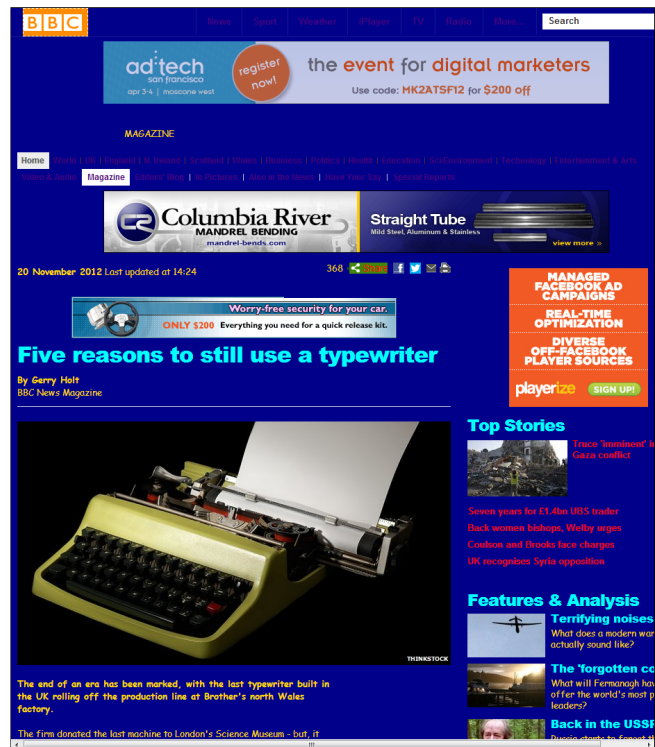 BBC
News Sport Weather iPlayer TV Radio More... Search
ad:tech
san francisco
apr 3-4 | moscone west
register now!
the event for digital marketers
Use code: MK2ATSF12 for $200 off
MAGAZINE
Home World UK England N.Ireland Scotland Wales Business Politics Health Education Sci/Environment Technology Entertainment & Arts
Video & Audio Magazine Editors' Blog In Pictures Also in the News Have Your Say Special Reports
Columbia River
MANDREL BENDING
mandrel-bends.com
Straight Tube
Mild Steel, Aluminum & Stainless
view more »
20 November 2012 Last updated at 14:24
368 Share
Worry-free security for your car.
ONLY $200 Everything you need for a quick release kit.
MANAGED
FACEBOOK AD
CAMPAIGNS
REAL-TIME
OPTIMIZATION
DIVERSE
OFF-FACEBOOK
PLAYER SOURCES
playerize SIGN UP!
Five reasons to still use a typewriter
By Gerry Holt
BBC News Magazine
THINKSTOCK
The end of an era has been marked, with the last typewriter built in
the UK rolling off the production line at Brother's north Wales
factory.
The firm donated the last machine to London's Science Museum - but, it
Top Stories
Truce 'imminent' i
Gaza conflict
Seven years for £1.4bn UBS trader
Back women bishops, Welby urges
Coulson and Brooks face charges
UK recognises Syria opposition
Features & Analysis
Terrifying noises
What does a modern war
actually sound like?
The 'forgotten co
What will Fermanagh hav
offer the world's most p
leaders?
Back in the USSR